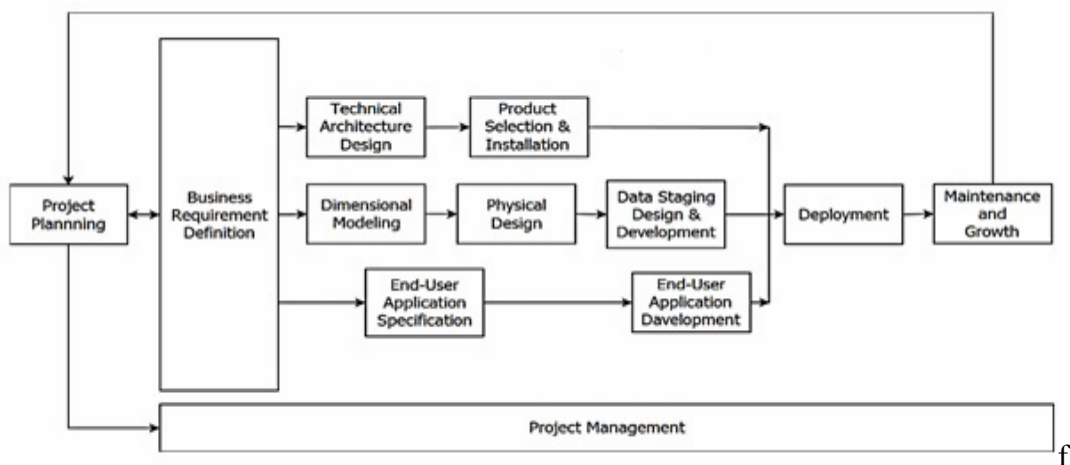 Technical
Architecture
Design
Product
Selection &
Installation
Project
Plannning
Business
Requirement
Definition
Dimensional
Modeling
Physical
Design
Data Staging
Design &
Development
Deployment
Maintenance
and
Growth
End-User
Application
Specification
End-User
Application
Davelopment
Project Management
f